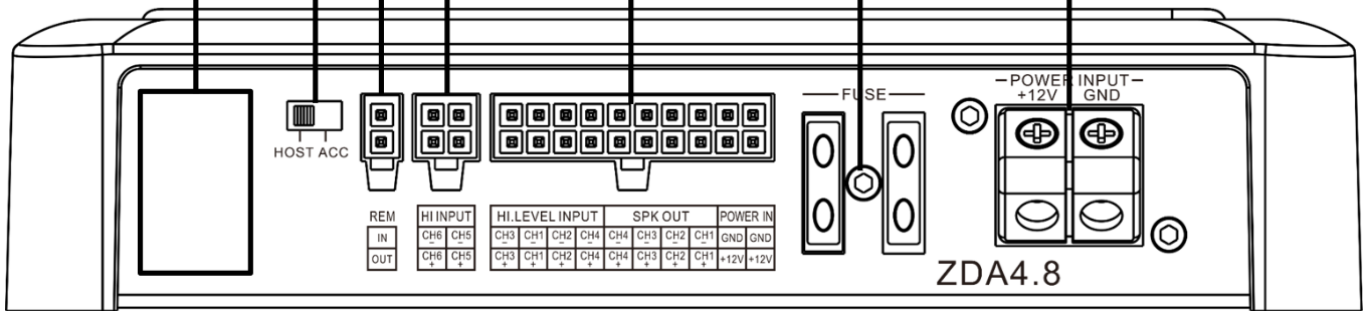 POWER INPUT
+12V GND
FUSE
HOST ACC
REM
IN
OUT
HI INPUT
CH6 - CH5 -
CH6 + CH5 +
HI.LEVEL INPUT SPK OUT POWER IN
CH3 - CH1 - CH2 - CH4 - CH4 - CH3 - CH2 - CH1 - GND GND
CH3 + CH1 + CH2 + CH4 + CH4 + CH3 + CH2 + CH1 + +12V +12V
ZDA4.8